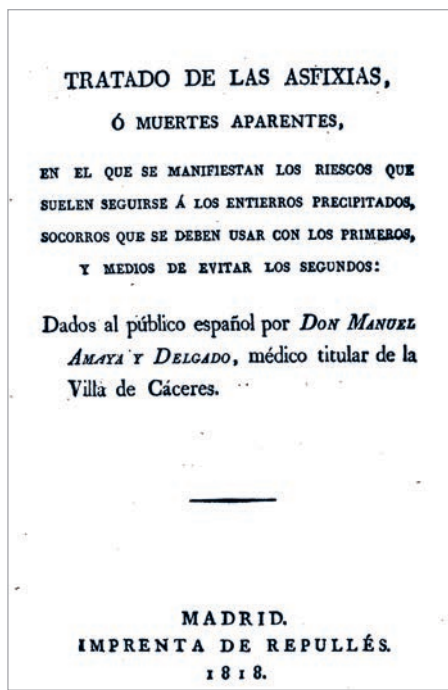 TRATADO DE LAS ASFIXIAS,
Ó MUERTES APARENTES,
EN EL QUE SE MANIFIESTAN LOS RIESGOS QUE
SUELEN SEGUIRSE Á LOS ENTIERROS PRECIPITADOS,
SOCORROS QUE SE DEBEN USAR CON LOS PRIMEROS,
Y MEDIOS DE EVITAR LOS SEGUNDOS:
Dados al público español por DON MANUEL
AMAYA Y DELGADO, médico titular de la
Villa de Cáceres.
MADRID.
IMPRENTA DE REPULLÉS.
1818.